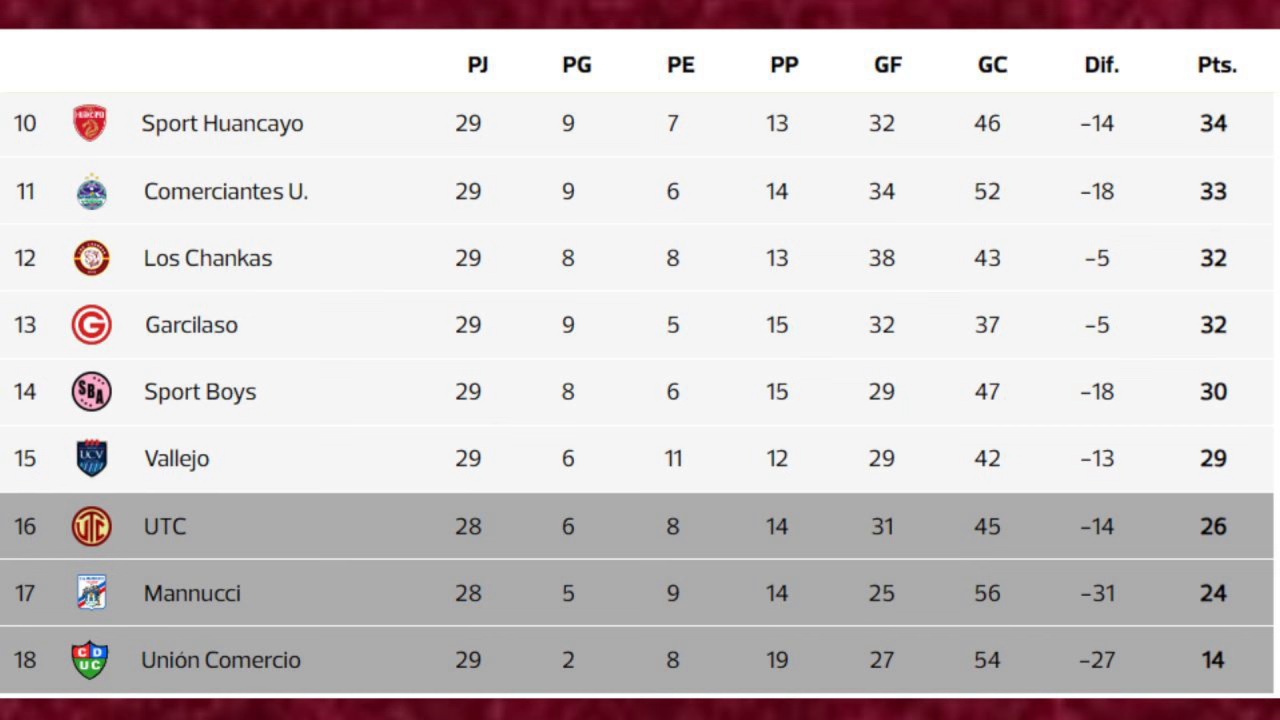 PJ PG PE PP GF GC Dif. Pts.
10 Sport Huancayo 29 9 7 13 32 46 -14 34
11 Comerciantes U. 29 9 6 14 34 52 -18 33
12 Los Chankas 29 8 8 13 38 43 -5 32
13 G Garcilaso 29 9 5 15 32 37 -5 32
14 SBA Sport Boys 29 8 6 15 29 47 -18 30
15 UCV Vallejo 29 6 11 12 29 42 -13 29
16 UTC UTC 28 6 8 14 31 45 -14 26
17 Mannucci 28 5 9 14 25 56 -31 24
18 CD UC Unión Comercio 29 2 8 19 27 54 -27 14